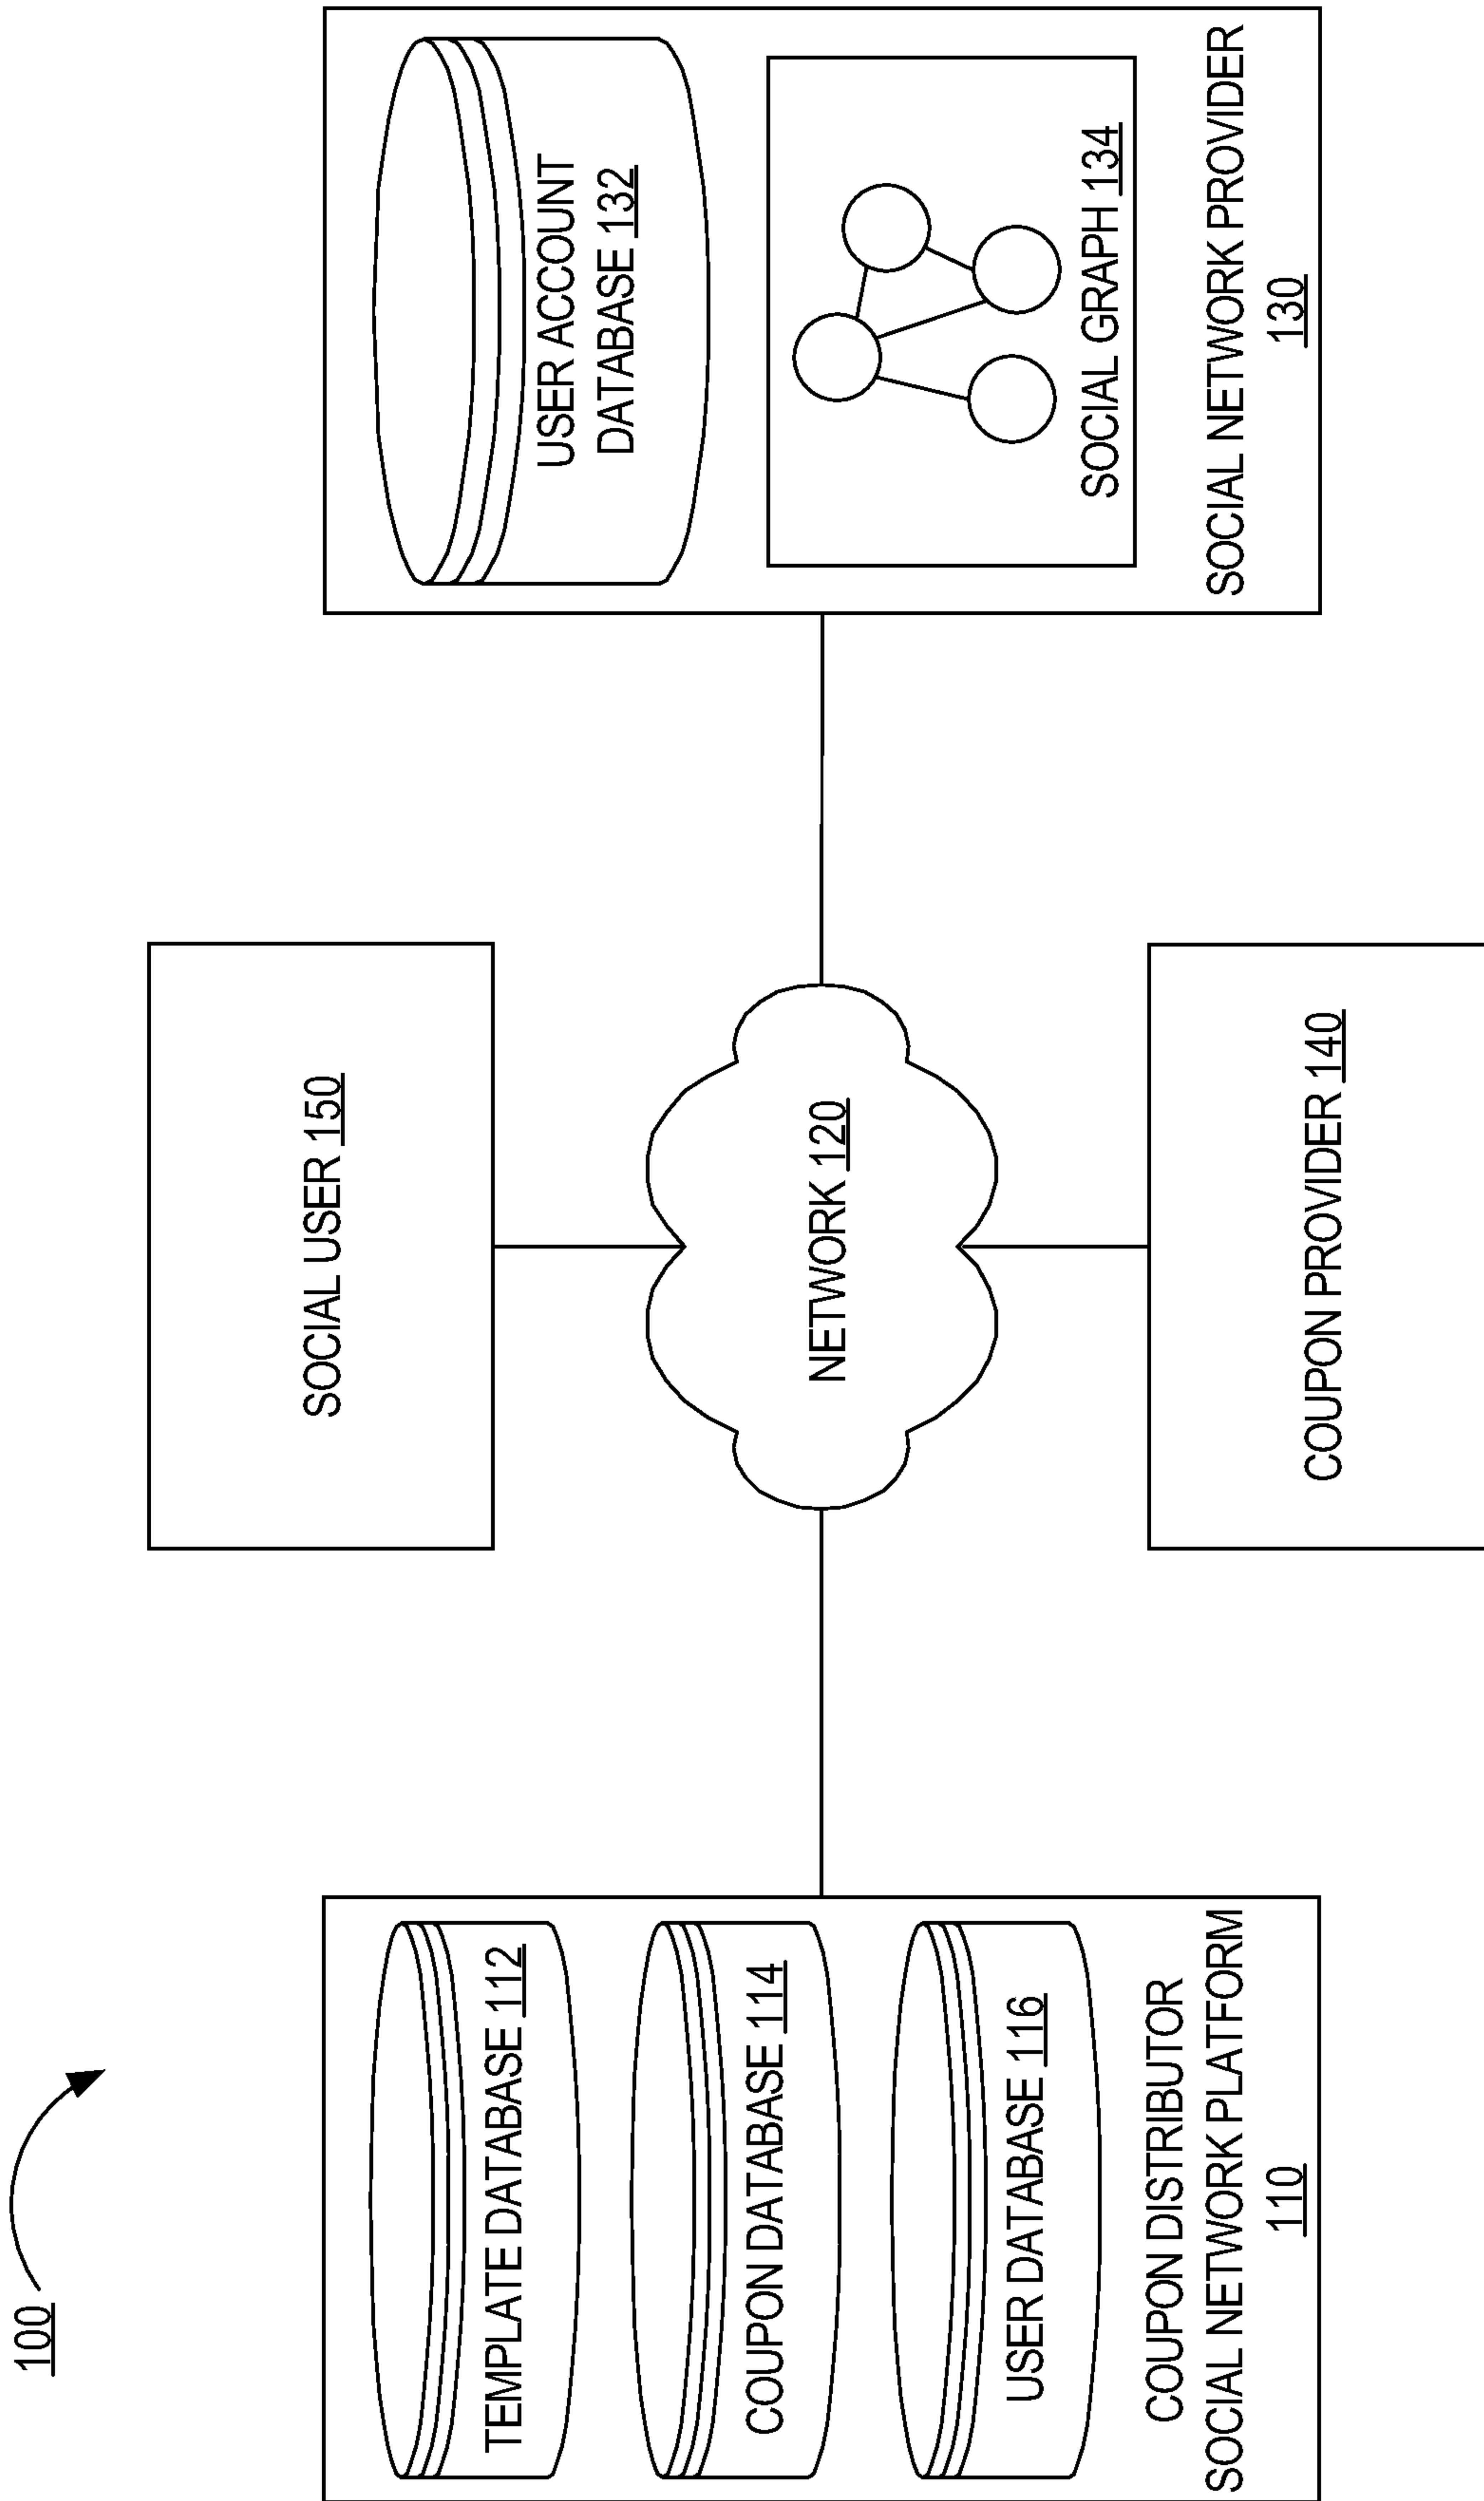 100
SOCIAL USER 150
TEMPLATE DATABASE 112
COUPON DATABASE 114
USER DATABASE 116
COUPON DISTRIBUTOR
SOCIAL NETWORK PLATFORM
110
NETWORK 120
USER ACCOUNT
DATABASE 132
SOCIAL GRAPH 134
SOCIAL NETWORK PROVIDER
130
COUPON PROVIDER 140